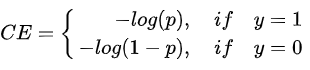 CE = { -log(p), if y = 1
-log(1 - p), if y = 0